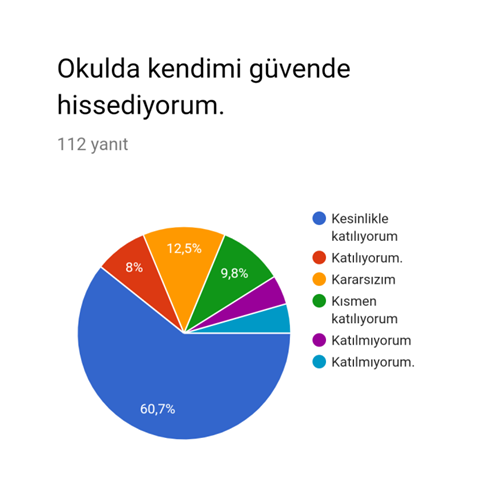 Okulda kendimi güvende
hissediyorum.
112 yanıt
Kesinlikle
katılıyorum
Katılıyorum.
Kararsızım
Kısmen
katılıyorum
Katılmıyorum
Katılmıyorum.
8%
12,5%
9,8%
60,7%